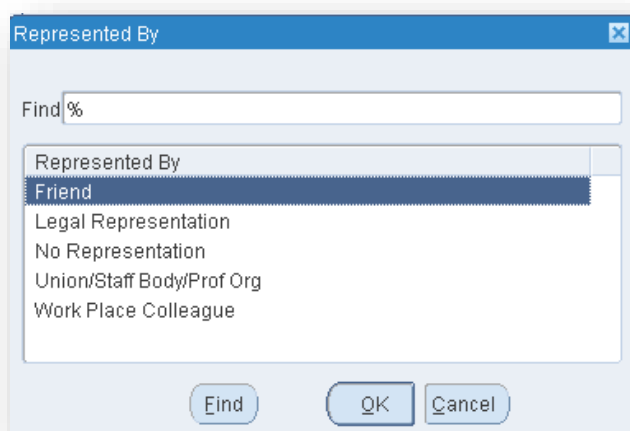 Represented By
Find %
Represented By
Friend
Legal Representation
No Representation
Union/Staff Body/Prof Org
Work Place Colleague
Find OK Cancel